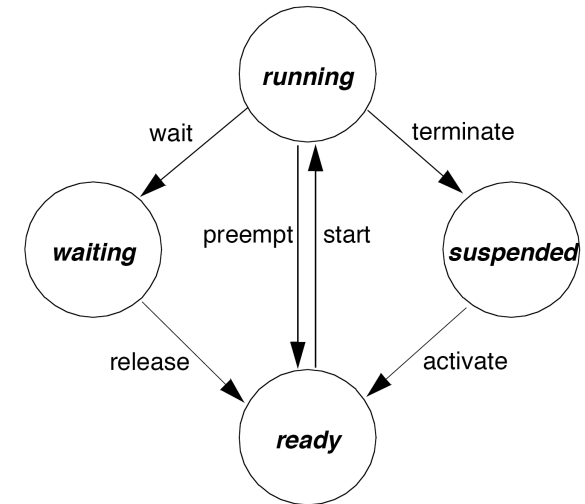 running
wait
terminate
waiting
preempt
start
suspended
release
activate
ready